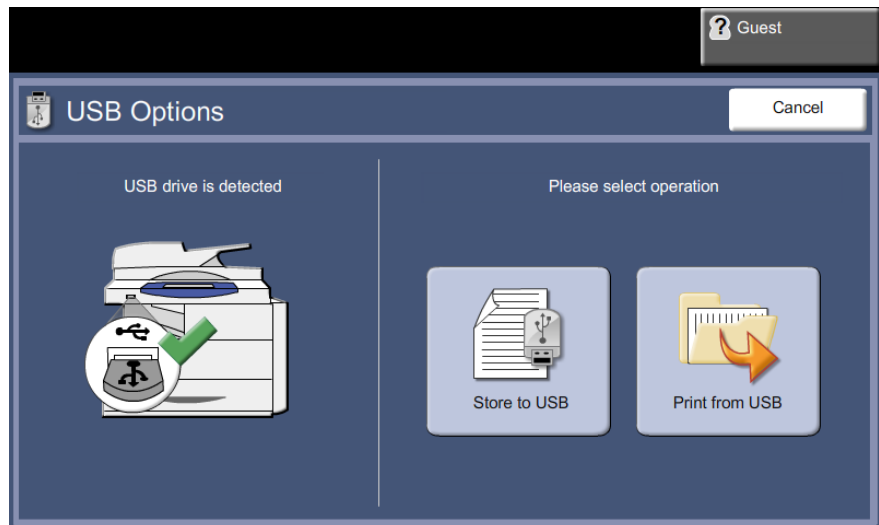 Guest
USB Options
Cancel
USB drive is detected
Please select operation
Store to USB
Print from USB